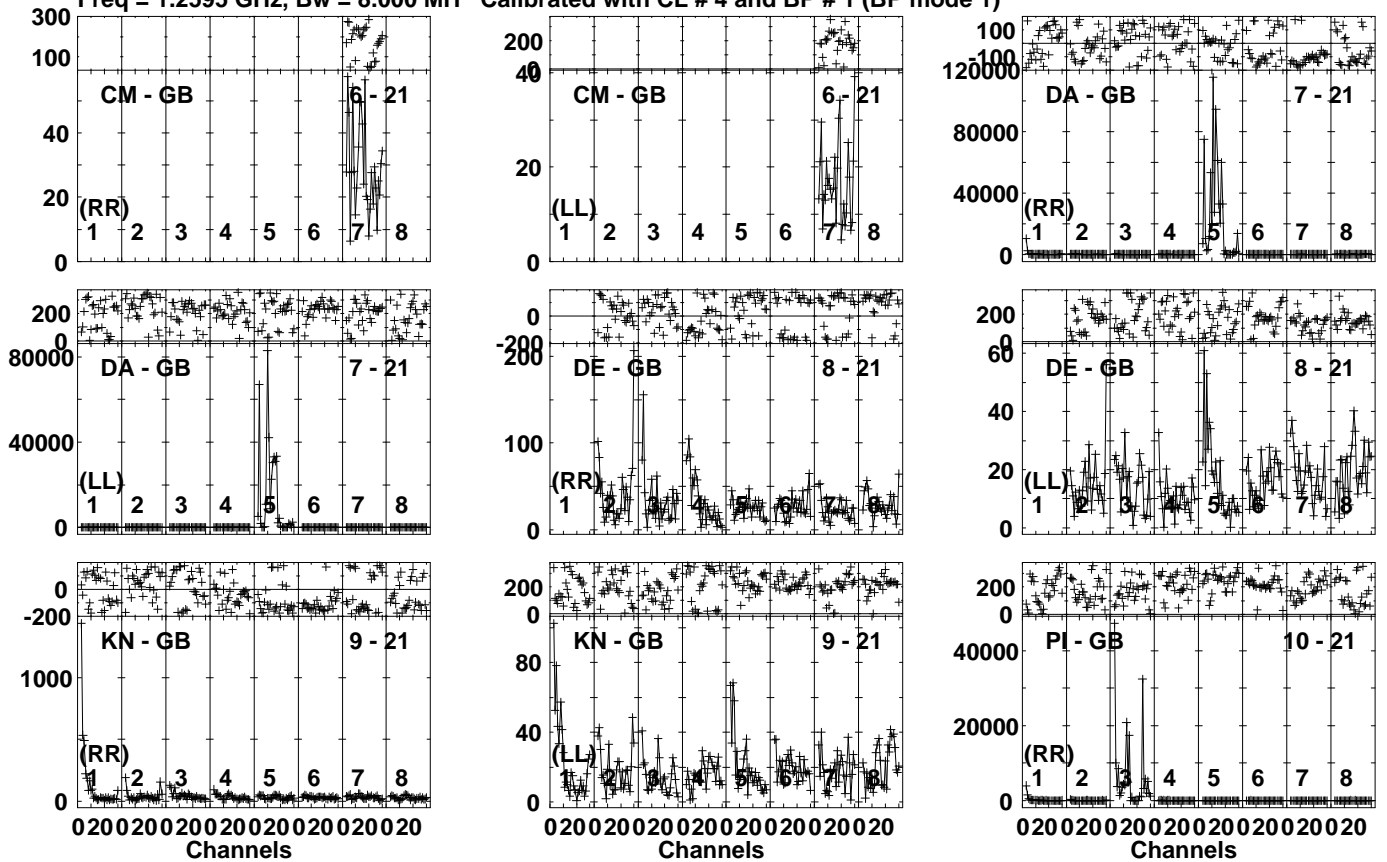 Freq = 1.2595 GHz, Bw = 8.000 MH Calibrated with CL # 4 and BP # 1 (BP mode 1)
300
100
CM - GB 6 - 21
40
20
0
(RR)
1 2 3 4 5 6 7 8
200
0
40
CM - GB 6 - 21
20
0
(LL)
1 2 3 4 5 6 7 8
100
-100
120000
DA - GB 7 - 21
80000
40000
0
(RR)
1 2 3 4 5 6 7 8
200
0
80000
DA - GB 7 - 21
40000
0
(LL)
1 2 3 4 5 6 7 8
0
-200
200
DE - GB 8 - 21
100
0
(RR)
1 2 3 4 5 6 7 8
200
0
60
DE - GB 8 - 21
40
20
0
(LL)
1 2 3 4 5 6 7 8
0
-200
KN - GB 9 - 21
1000
0
(RR)
1 2 3 4 5 6 7 8
020020020020020020020020
Channels
200
0
KN - GB 9 - 21
80
40
0
(LL)
1 2 3 4 5 6 7 8
200
0
PI - GB 10 - 21
40000
20000
0
(RR)
1 2 3 4 5 6 7 8
020020020020020020020020
Channels